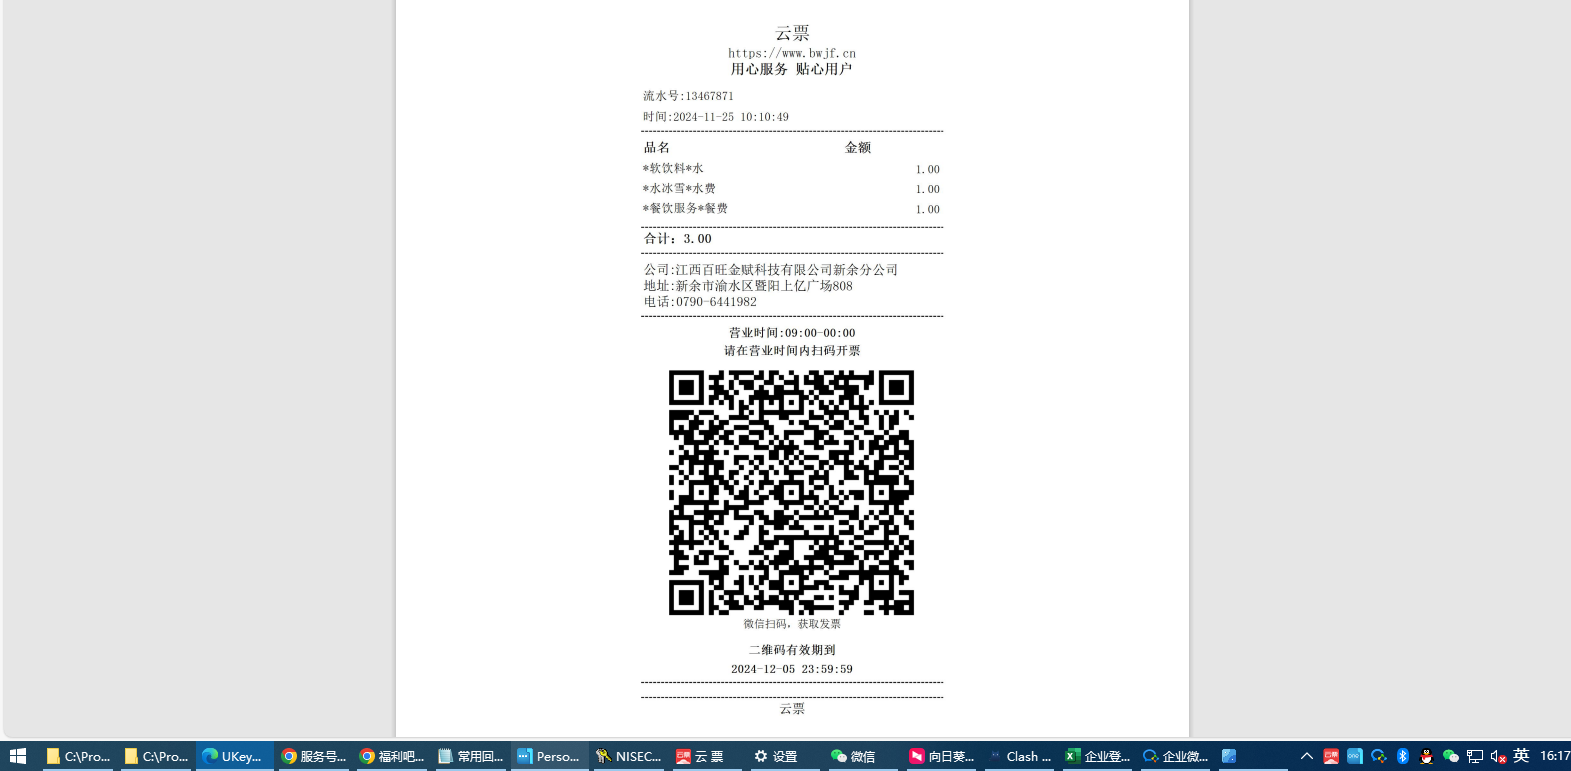 云票
https://www.bwjf.cn
用心服务 贴心用户
流水号:13467871
时间:2024-11-25 10:10:49
品名 金额
*软饮料*水 1.00
*水冰雪*水费 1.00
*餐饮服务*餐费 1.00
合计：3.00
公司:江西百旺金赋科技有限公司新余分公司
地址:新余市渝水区暨阳上亿广场808
电话:0790-6441982
营业时间:09:00-00:00
请在营业时间内扫码开票
微信扫码，获取发票
二维码有效期到
2024-12-05 23:59:59
云票
C:\Pro... C:\Pro... UKey... 服务号... 福利吧... 常用回... Perso... NISEC... 云 票 设置 微信 向日葵... Clash ... 企业登... 企业微... 英 16:17